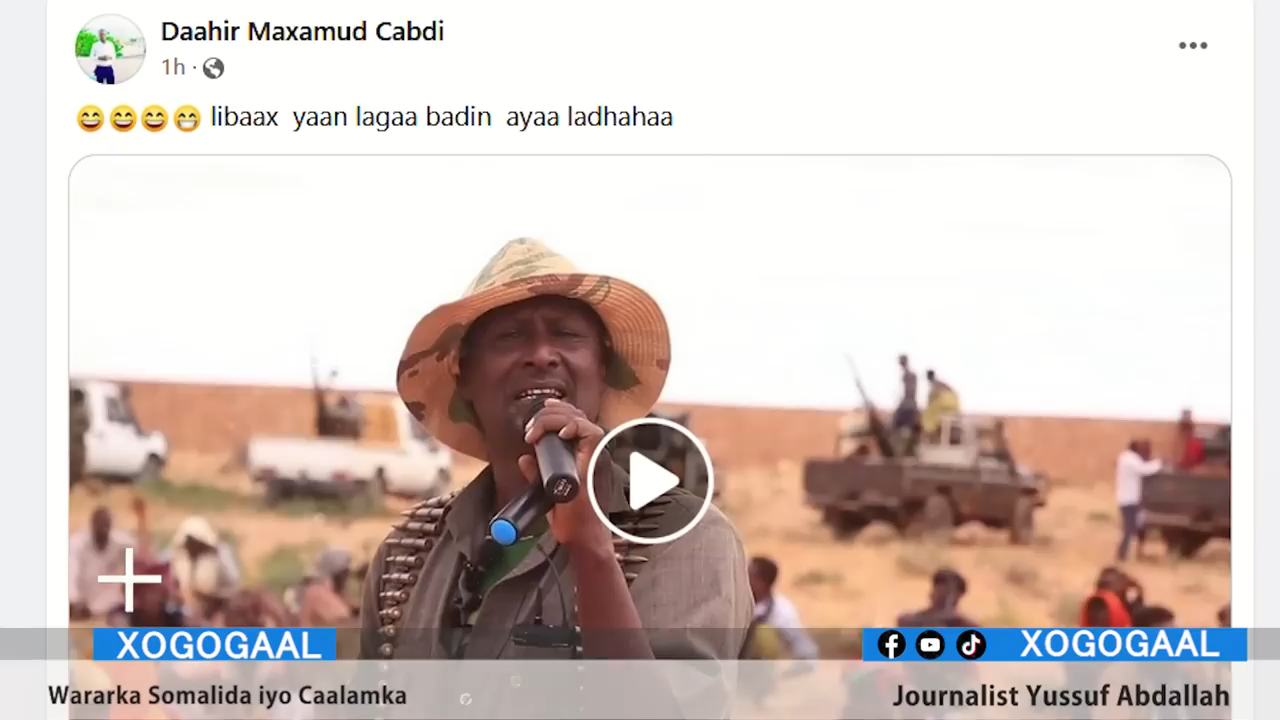 Daahir Maxamud Cabdi
1h ·
😄😄😄😁 libaax yaan lagaa badin ayaa ladhahaa
XOGOGAAL
XOGOGAAL
Wararka Somalida iyo Caalamka
Journalist Yussuf Abdallah